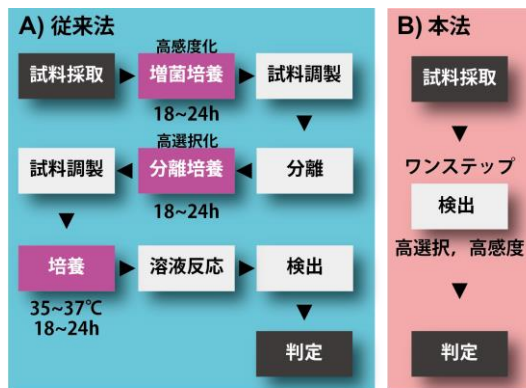 A) 従来法
高感度化
試料採取 ▶ 増菌培養 ▶ 試料調製
18~24h
▼
高選択化
試料調製 ◀ 分離培養 ◀ 分離
18~24h
▼
培養 ▶ 溶液反応 ▶ 検出
35~37℃
18~24h
▼
判定
B) 本法
試料採取
▼
ワンステップ
検出
高選択，高感度
▼
判定